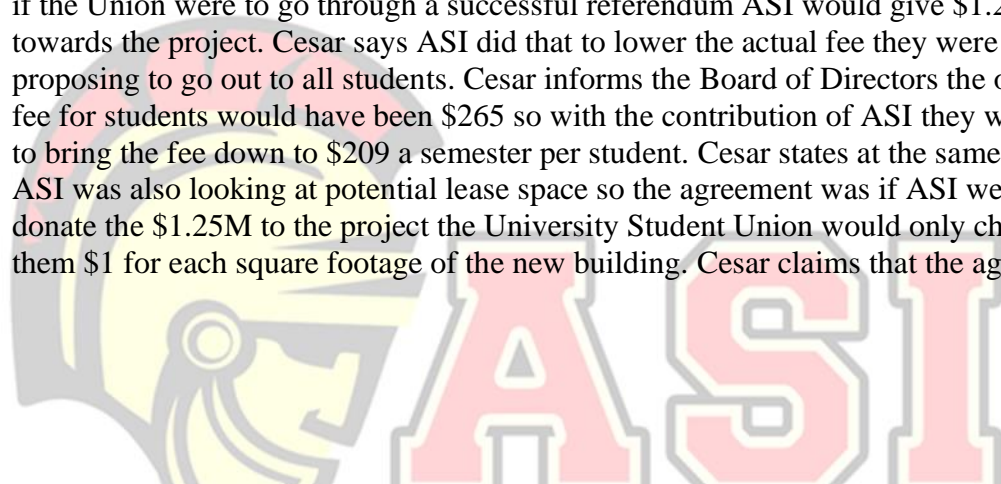 if the Union were to go through a successful referendum ASI would give $1.2
towards the project. Cesar says ASI did that to lower the actual fee they were
proposing to go out to all students. Cesar informs the Board of Directors the
fee for students would have been $265 so with the contribution of ASI they
to bring the fee down to $209 a semester per student. Cesar states at the same
ASI was also looking at potential lease space so the agreement was if ASI
donate the $1.25M to the project the University Student Union would only
them $1 for each square footage of the new building. Cesar claims that the
ASI